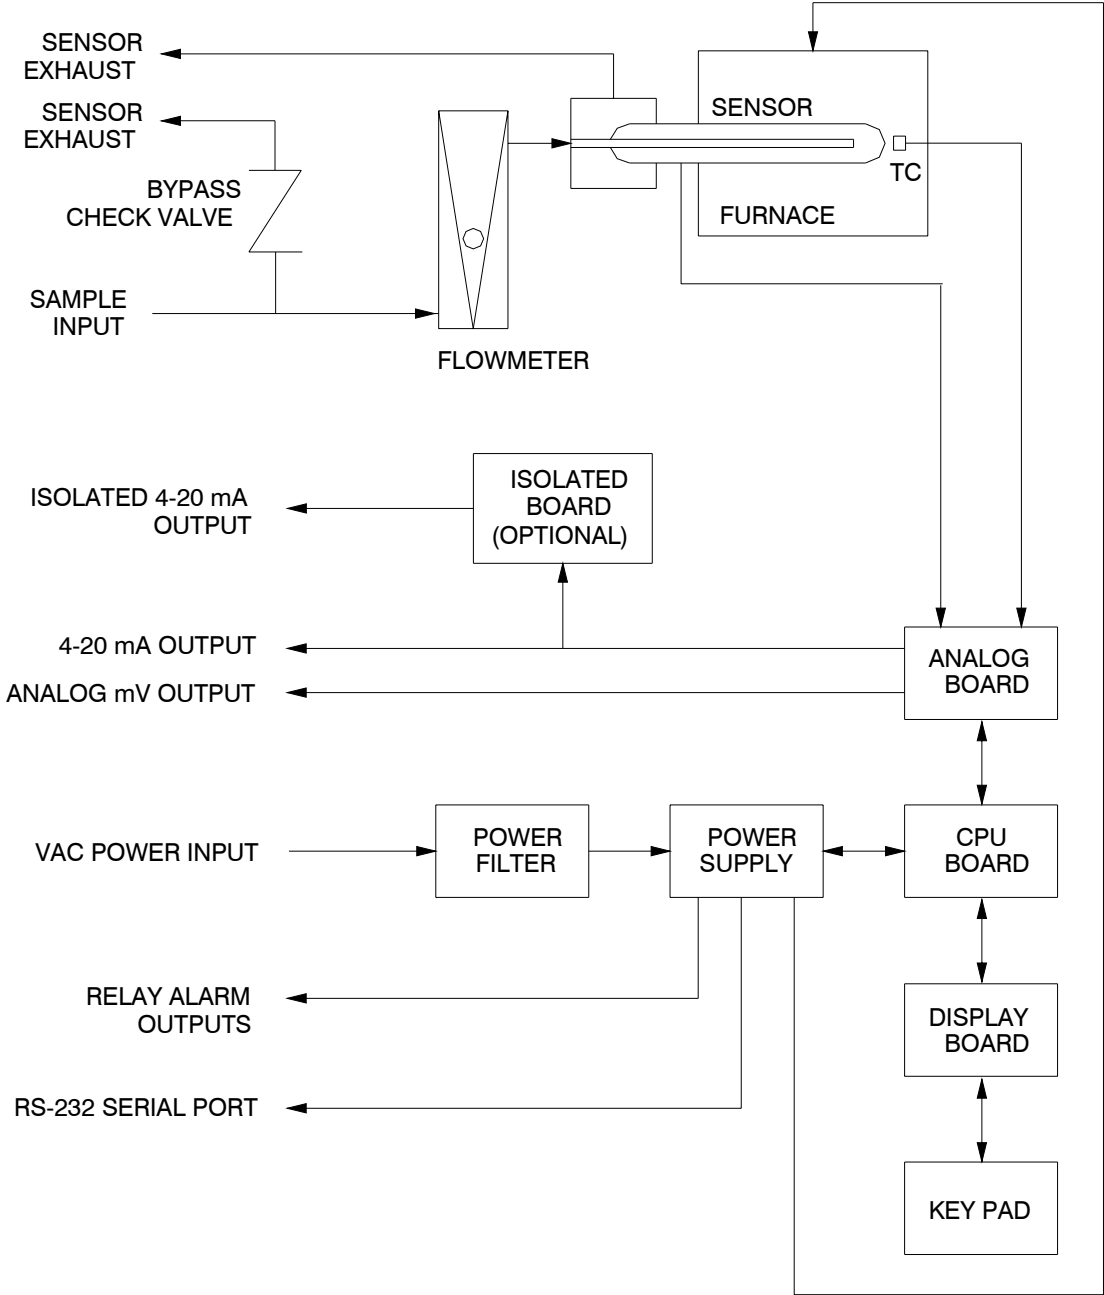 SENSOR
EXHAUST
SENSOR
EXHAUST
BYPASS
CHECK VALVE
SAMPLE
INPUT
FLOWMETER
SENSOR
TC
FURNACE
ISOLATED 4-20 mA
OUTPUT
ISOLATED
BOARD
(OPTIONAL)
4-20 mA OUTPUT
ANALOG mV OUTPUT
ANALOG
BOARD
VAC POWER INPUT
POWER
FILTER
POWER
SUPPLY
CPU
BOARD
RELAY ALARM
OUTPUTS
DISPLAY
BOARD
RS-232 SERIAL PORT
KEY PAD